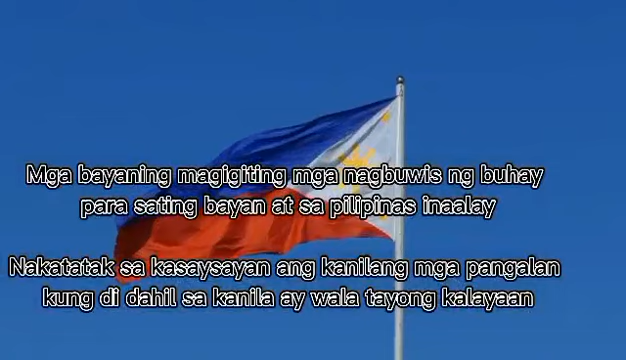 Mga bayaning magigiting mga nagbuwis ng buhay
para sating bayan at sa pilipinas inaalay
Nakatatak sa kasaysayan ang kanilang mga pangalan
kung di dahil sa kanila ay wala tayong kalayaan